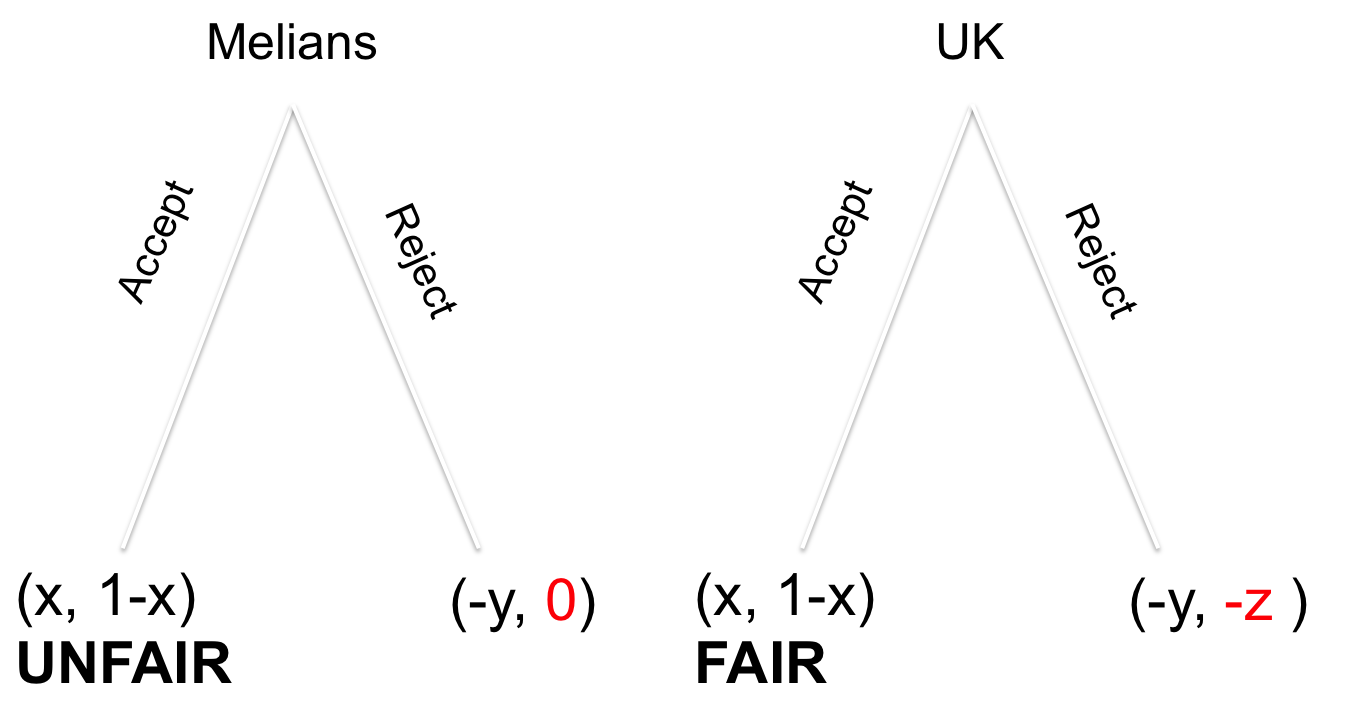 Melians
Accept
Reject
(x, 1-x)
UNFAIR
(-y, 0)
UK
Accept
Reject
(x, 1-x)
FAIR
(-y, -z )